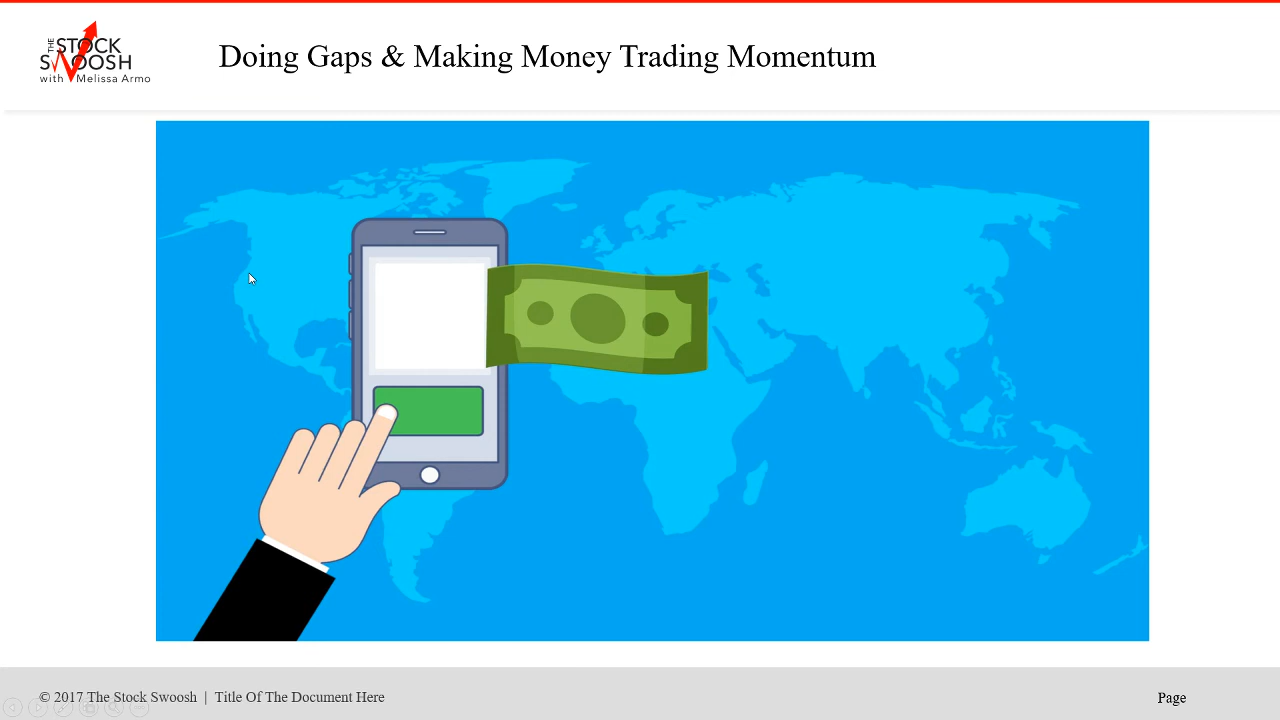 THE STOCK
SWOOSH
with Melissa Armo
Doing Gaps & Making Money Trading Momentum
© 2017 The Stock Swoosh | Title Of The Document Here
Page